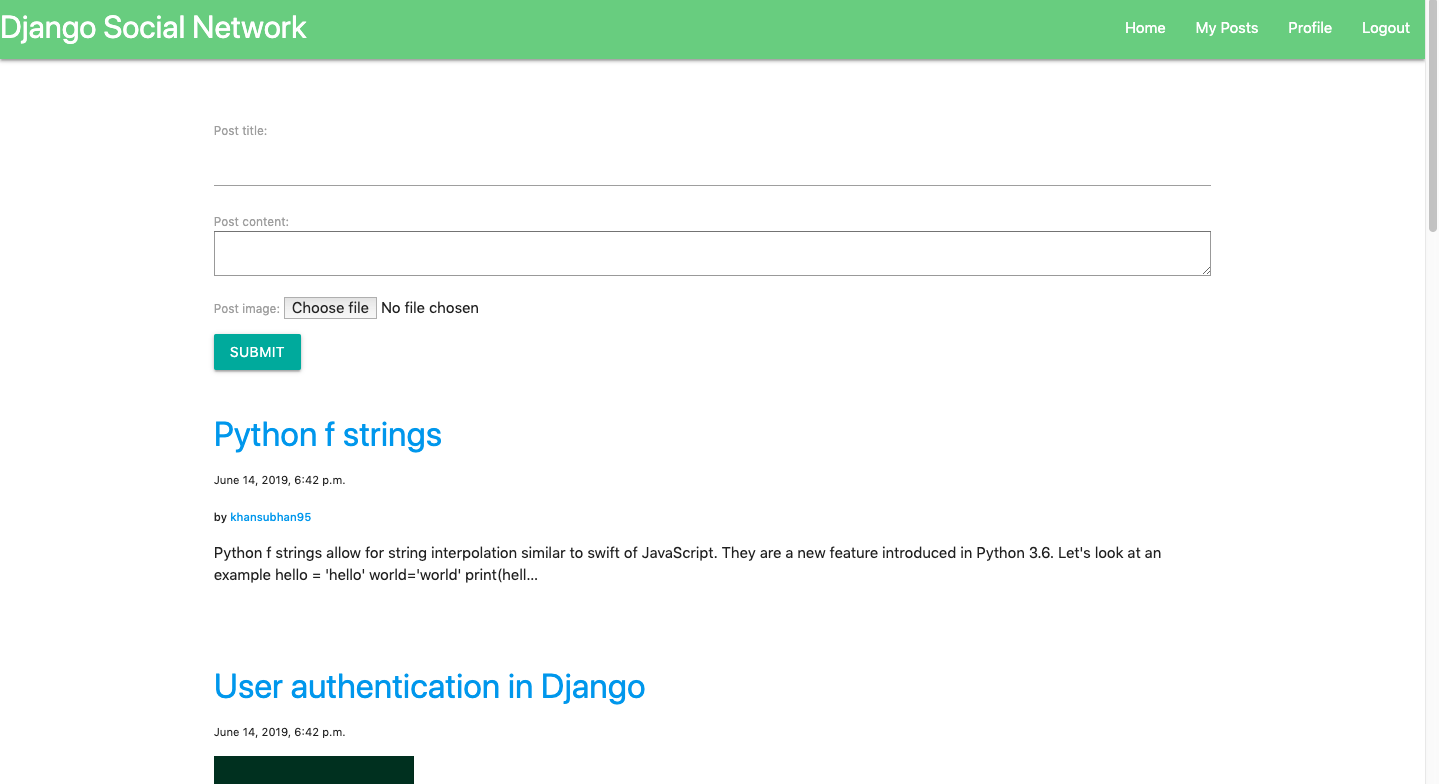 Django Social Network
Home My Posts Profile Logout
Post title:
Post content:
Post image: Choose file No file chosen
SUBMIT
Python f strings
June 14, 2019, 6:42 p.m.
by khansubhan95
Python f strings allow for string interpolation similar to swift of JavaScript. They are a new feature introduced in Python 3.6. Let's look at an
example hello = 'hello' world='world' print(hell...
User authentication in Django
June 14, 2019, 6:42 p.m.